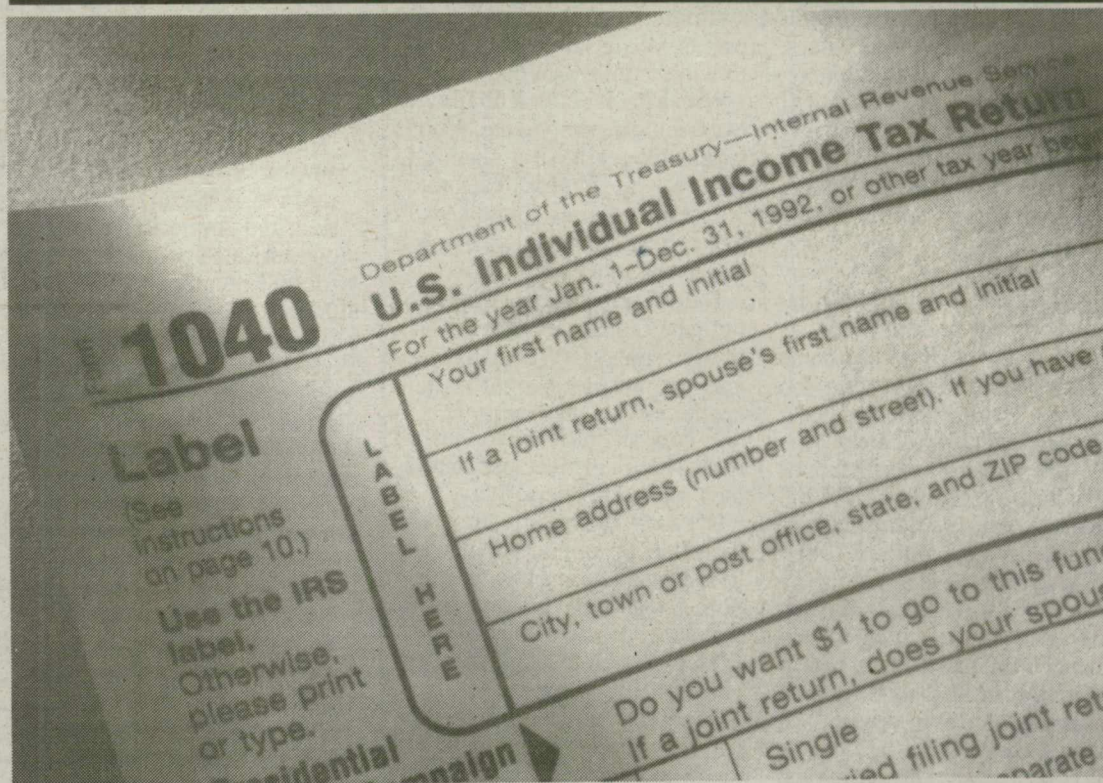 Department of the Treasury—Internal Revenue Service
Form 1040 U.S. Individual Income Tax Return
For the year Jan. 1–Dec. 31, 1992, or other tax year
Your first name and initial
If a joint return, spouse's first name and initial
Home address (number and street). If you have
City, town or post office, state, and ZIP code
Label
(See
instructions
on page 10.)
Use the IRS
label.
Otherwise,
please print
or type.
LABEL HERE
Presidential
Do you want $1 to go to this
If a joint return, does your
Single
filing joint